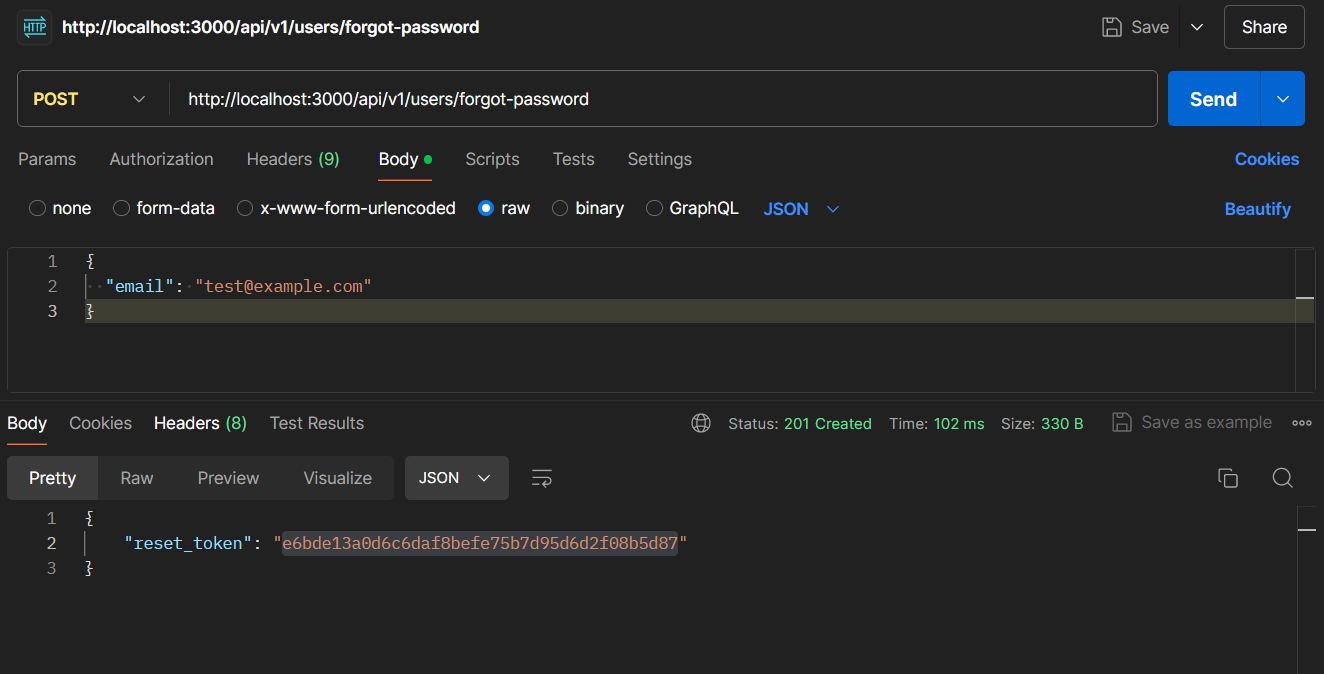 HTTP http://localhost:3000/api/v1/users/forgot-password Save Share
POST http://localhost:3000/api/v1/users/forgot-password Send
Params Authorization Headers (9) Body Scripts Tests Settings Cookies
none form-data x-www-form-urlencoded raw binary GraphQL JSON Beautify
1 {
2 "email": "test@example.com"
3 }
Body Cookies Headers (8) Test Results Status: 201 Created Time: 102 ms Size: 330 B Save as example
Pretty Raw Preview Visualize JSON
1 {
2 "reset_token": "e6bde13a0d6c6daf8befe75b7d95d6d2f08b5d87"
3 }